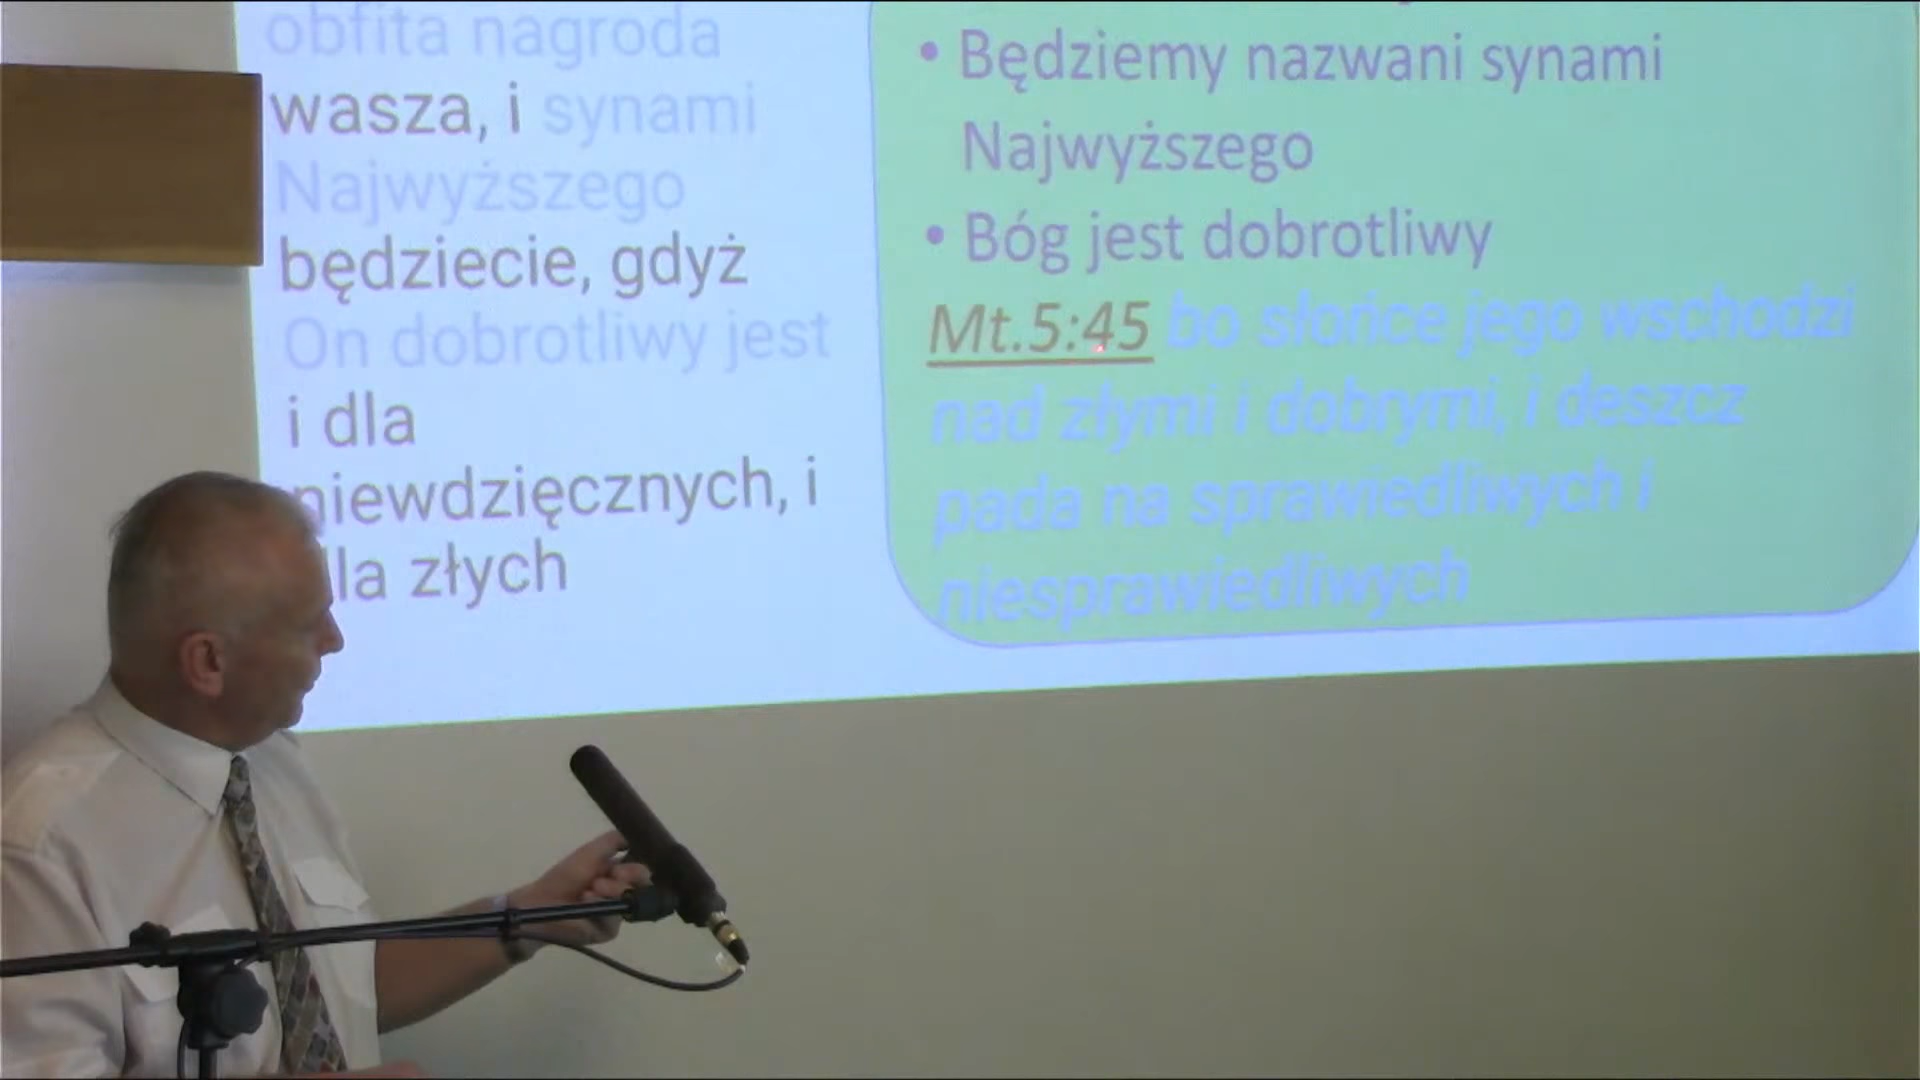 obfita nagroda
wasza, i synami
Najwyższego
będziecie, gdyż
On dobrotliwy jest
i dla
niewdzięcznych, i
dla złych
• Będziemy nazwani synami
Najwyższego
• Bóg jest dobrotliwy
Mt.5:45 bo słońce jego wschodzi
nad złymi i dobrymi, i deszcz
pada na sprawiedliwych i
niesprawiedliwych